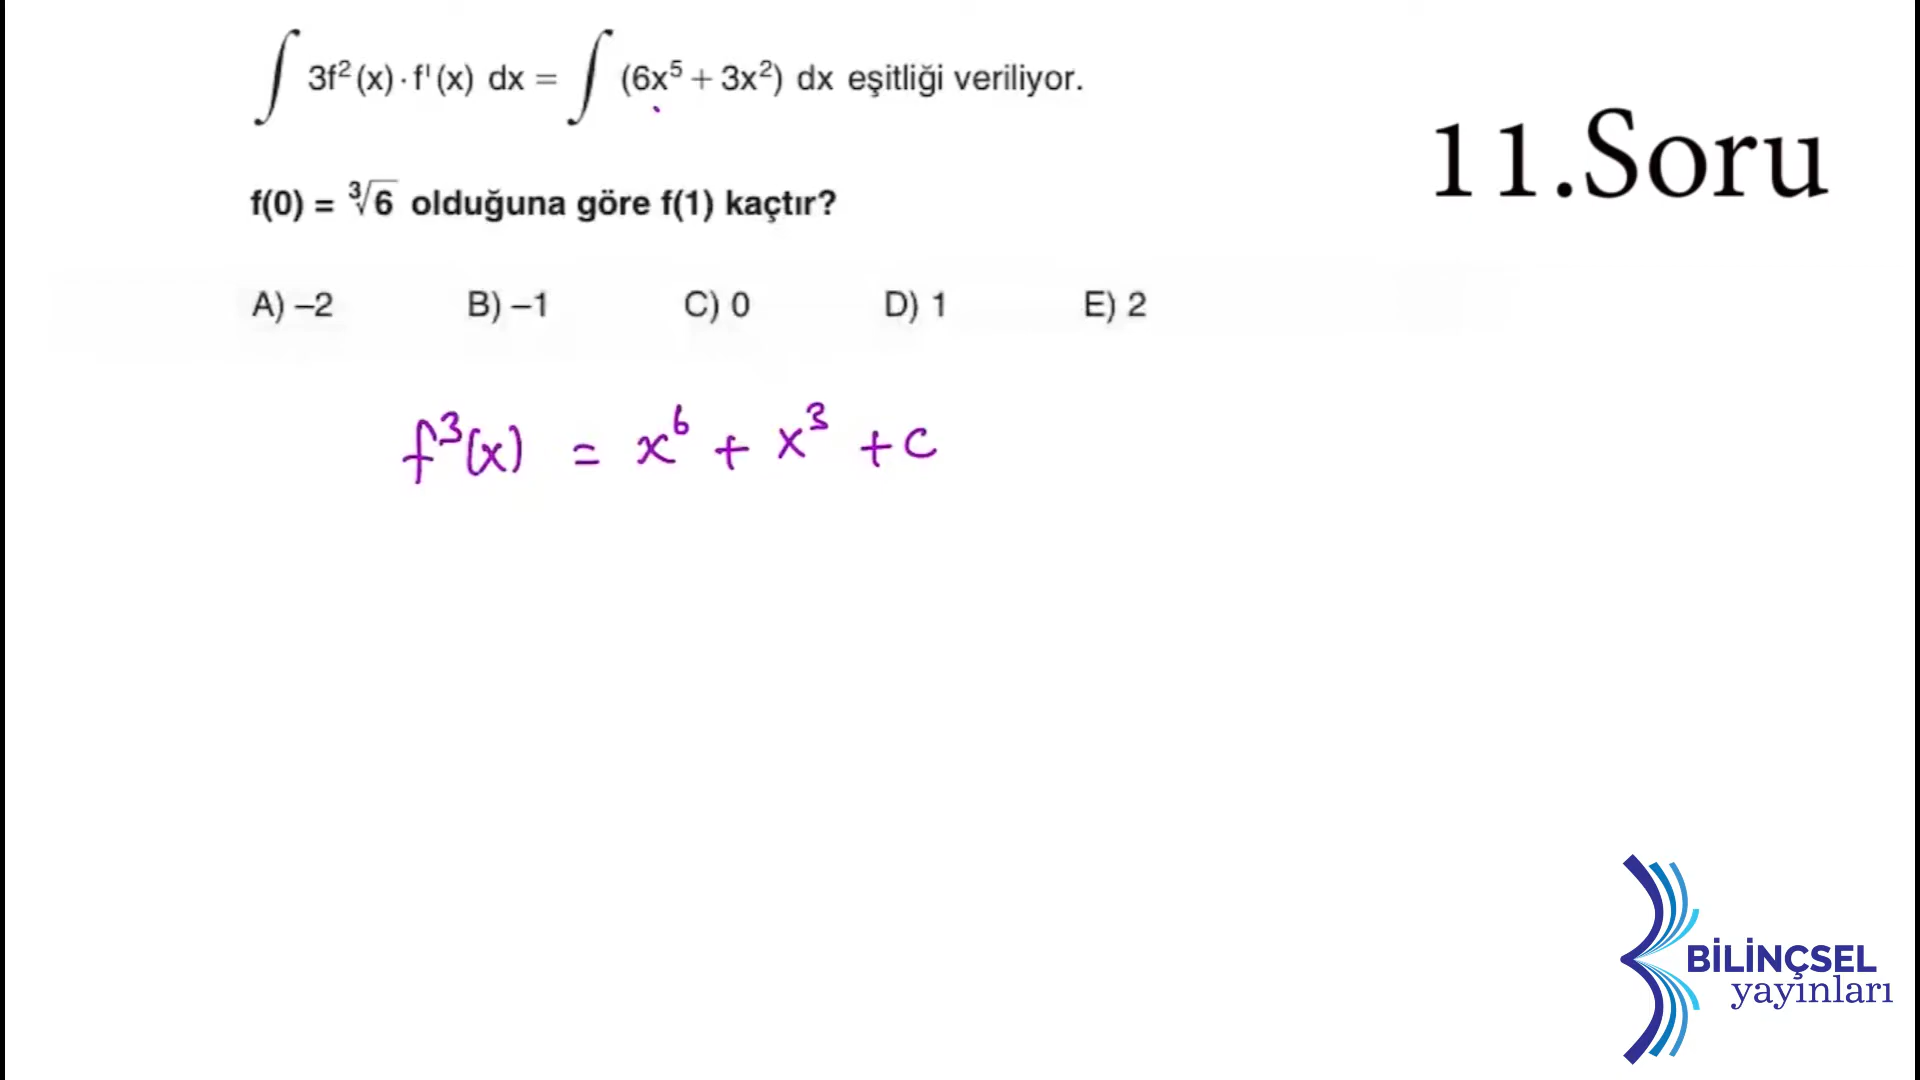 ∫ 3f²(x)·f'(x) dx = ∫ (6x⁵ + 3x²) dx eşitliği veriliyor.
11.Soru
f(0) = ³√6 olduğuna göre f(1) kaçtır?
A) –2 B) –1 C) 0 D) 1 E) 2
f³(x) = x⁶ + x³ + c
BİLİNÇSEL
yayınları